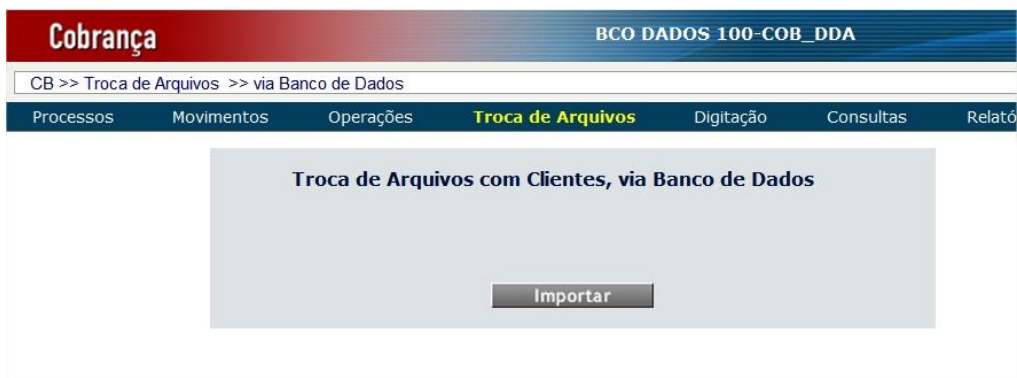 Cobrança
BCO DADOS 100-COB_DDA
CB >> Troca de Arquivos >> via Banco de Dados
Processos Movimentos Operações Troca de Arquivos Digitação Consultas Relató
Troca de Arquivos com Clientes, via Banco de Dados
Importar